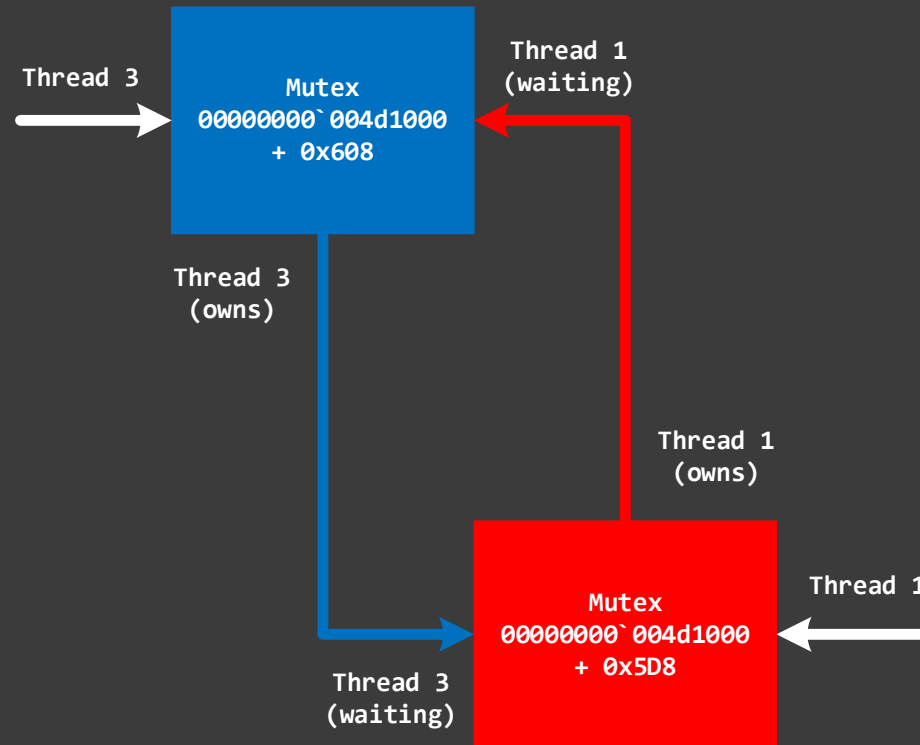 Thread 3
Mutex
00000000`004d1000
+ 0x608
Thread 1
(waiting)
Thread 3
(owns)
Thread 1
(owns)
Mutex
00000000`004d1000
+ 0x5D8
Thread 1
Thread 3
(waiting)